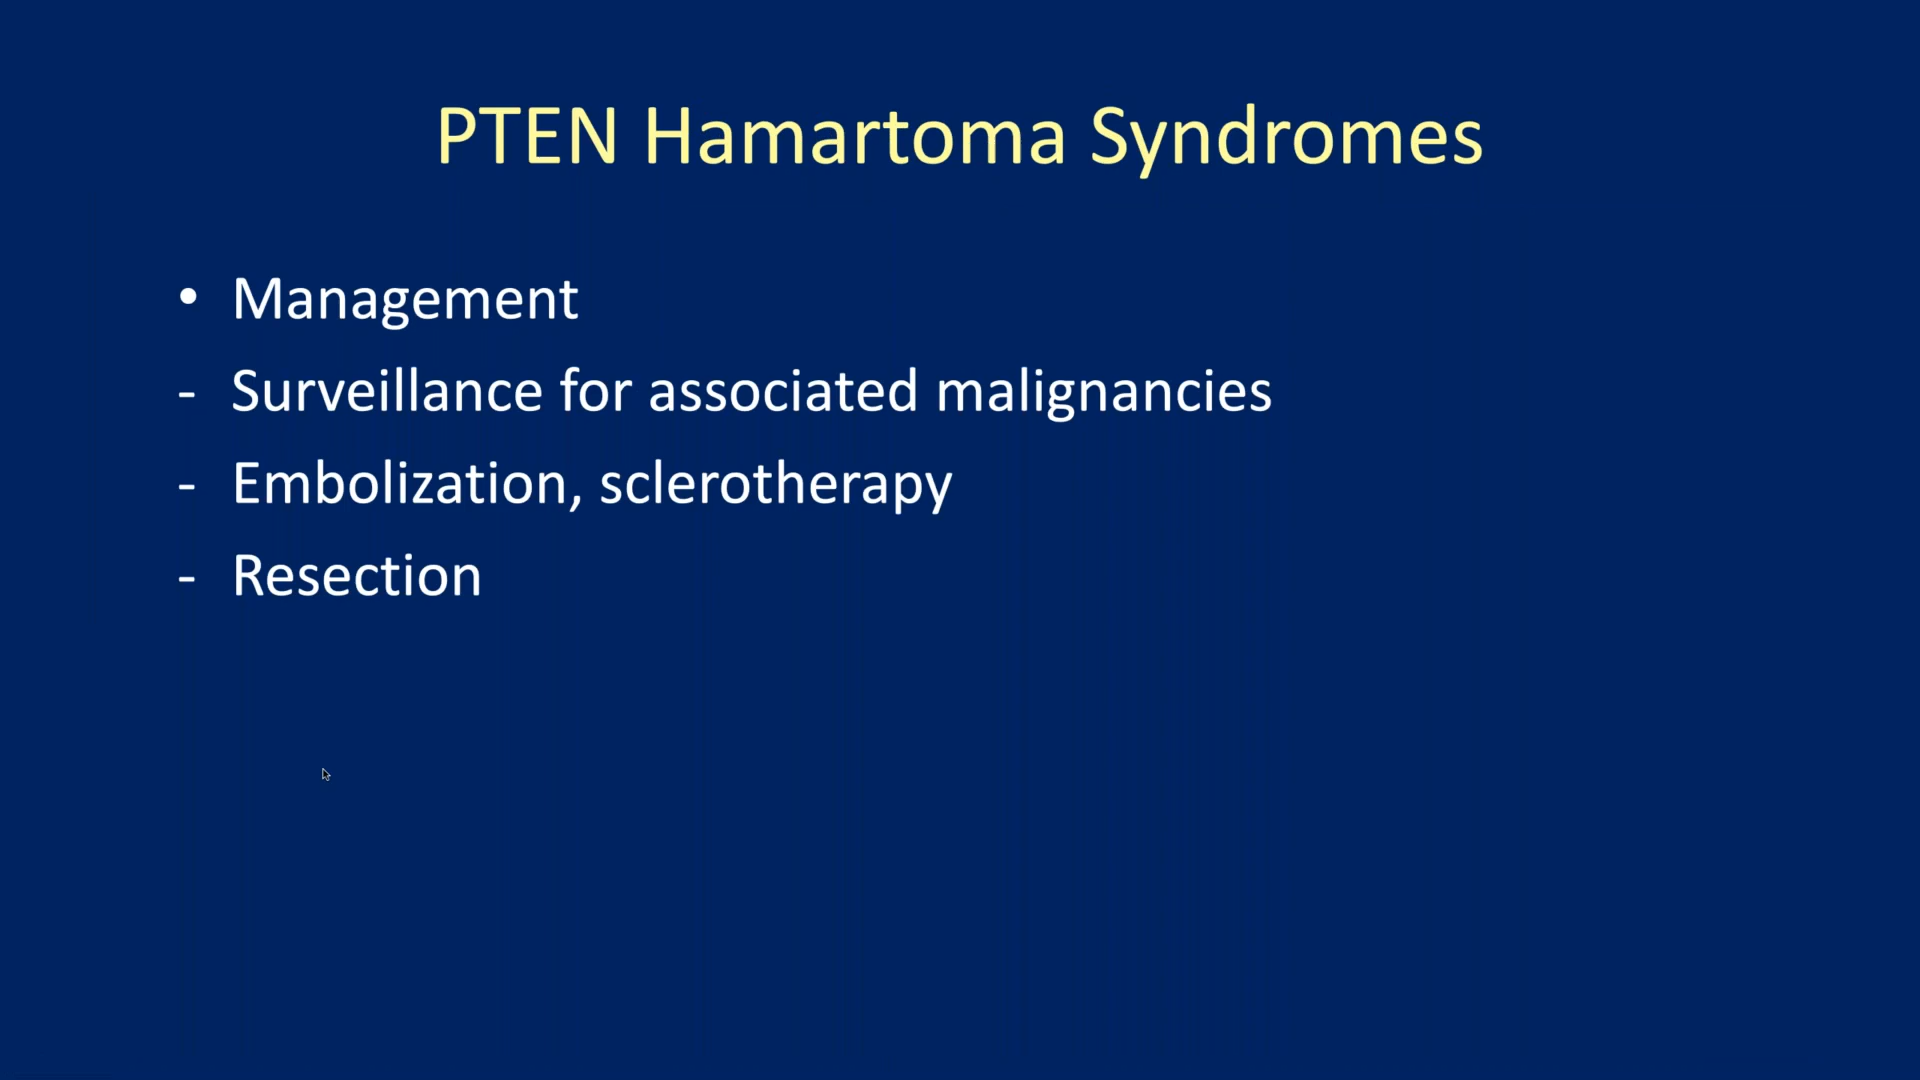 PTEN Hamartoma Syndromes
• Management
- Surveillance for associated malignancies
- Embolization, sclerotherapy
- Resection